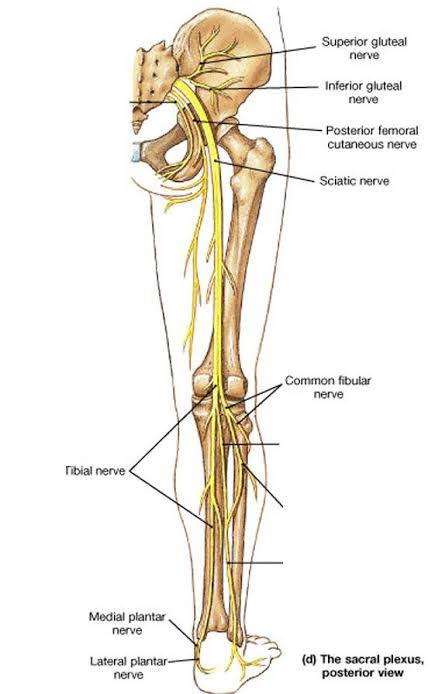 Superior gluteal
nerve
Inferior gluteal
nerve
Posterior femoral
cutaneous nerve
Sciatic nerve
Common fibular
nerve
Tibial nerve
Medial plantar
nerve
Lateral plantar
nerve
(d) The sacral plexus,
posterior view